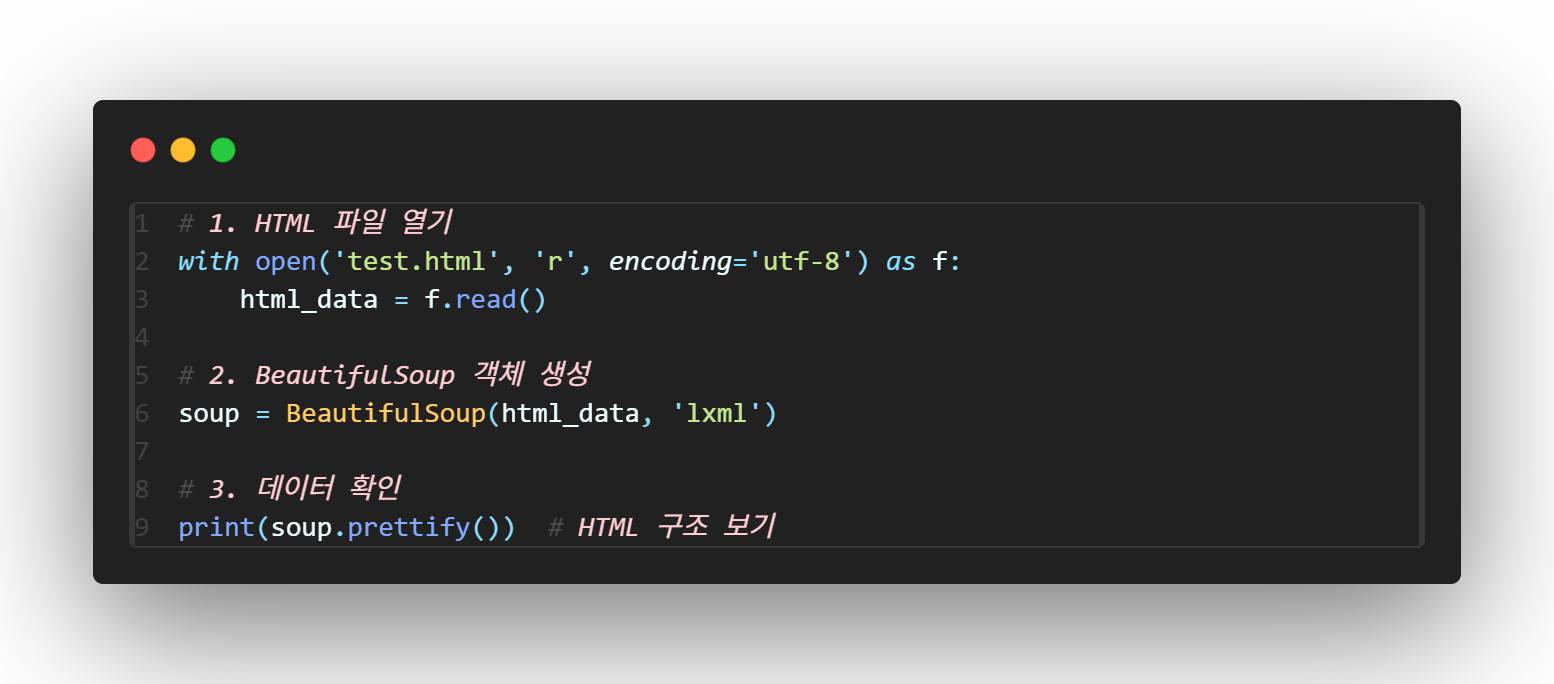 1 # 1. HTML 파일 열기
2 with open('test.html', 'r', encoding='utf-8') as f:
3     html_data = f.read()
4
5 # 2. BeautifulSoup 객체 생성
6 soup = BeautifulSoup(html_data, 'lxml')
7
8 # 3. 데이터 확인
9 print(soup.prettify())  # HTML 구조 보기